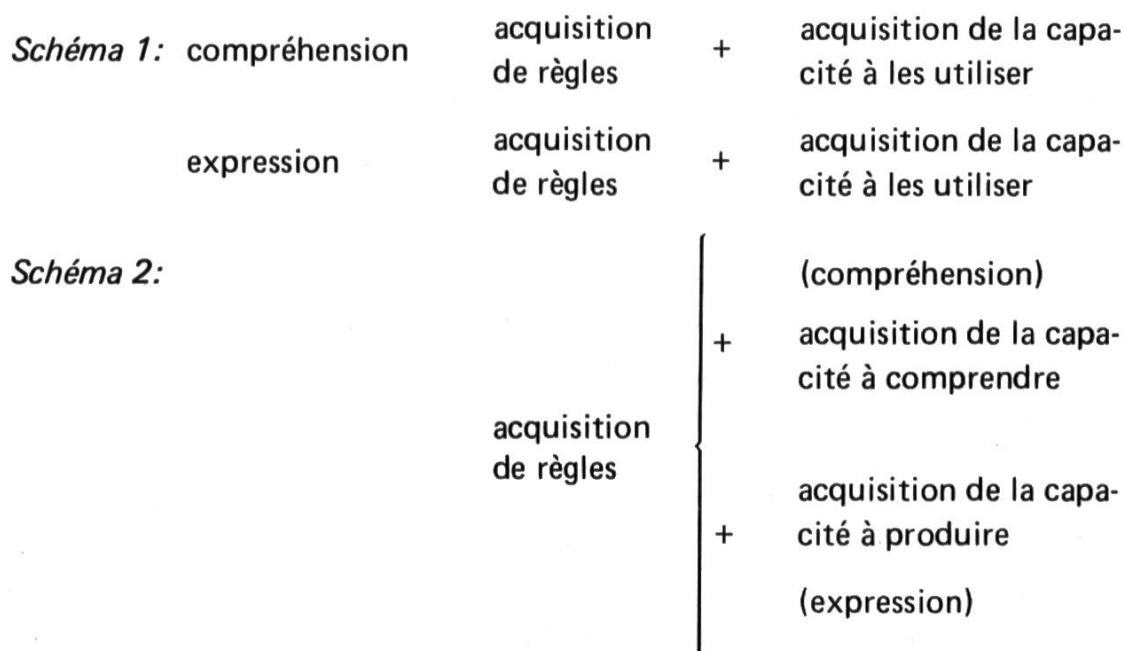 Schéma 1: compréhension acquisition + acquisition de la capa-
de règles cité à les utiliser
expression acquisition + acquisition de la capa-
de règles cité à les utiliser
Schéma 2: (compréhension)
+ acquisition de la capa-
cité à comprendre
acquisition
de règles
acquisition de la capa-
+ cité à produire
(expression)